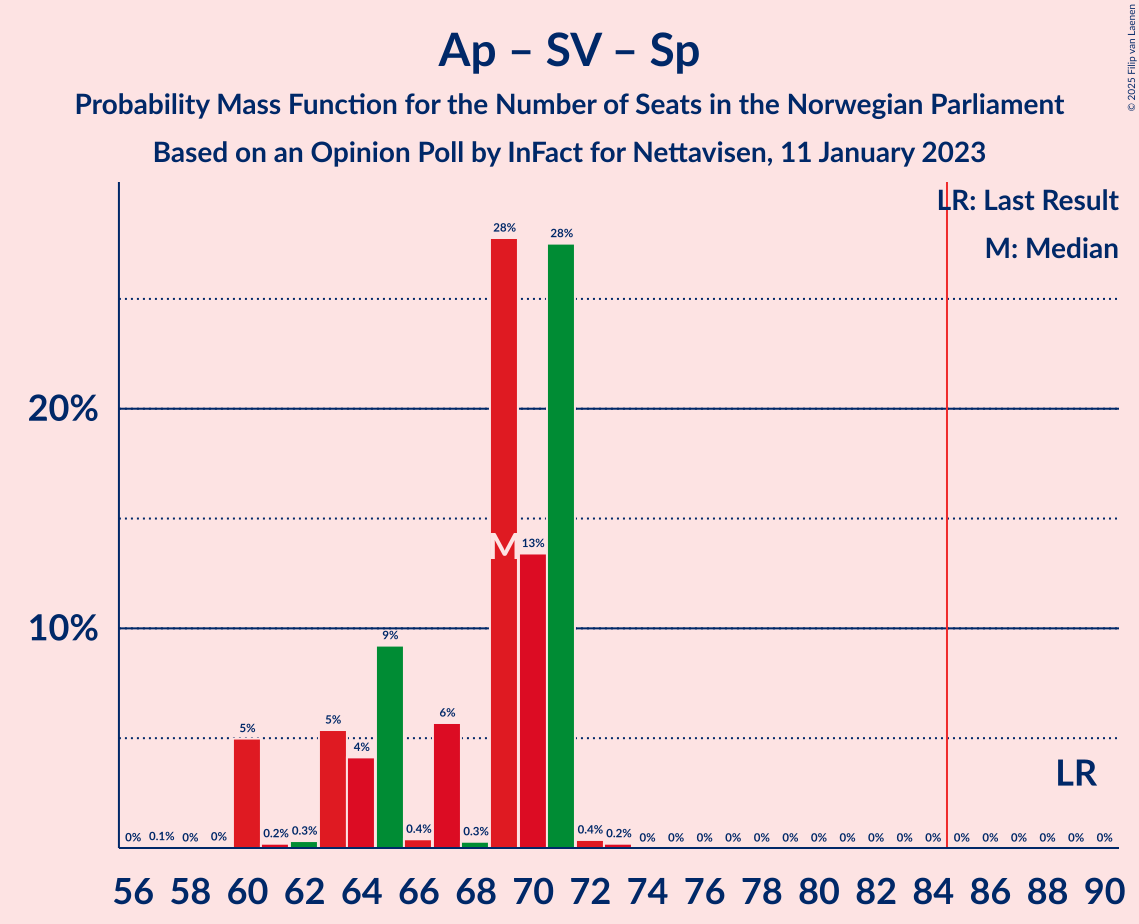 © 2025 Filip van Laenen
Ap – SV – Sp
Probability Mass Function for the Number of Seats in the Norwegian Parliament
Based on an Opinion Poll by InFact for Nettavisen, 11 January 2023
LR: Last Result
M: Median
20%
10%
0% 0.1% 0% 0% 5% 0.2% 0.3% 5% 4% 9% 0.4% 6% 0.3% 28% 13% 28% 0.4% 0.2% 0% 0% 0% 0% 0% 0% 0% 0% 0% 0% 0% 0% 0% 0% 0% 0% 0%
M
LR
56 58 60 62 64 66 68 70 72 74 76 78 80 82 84 86 88 90